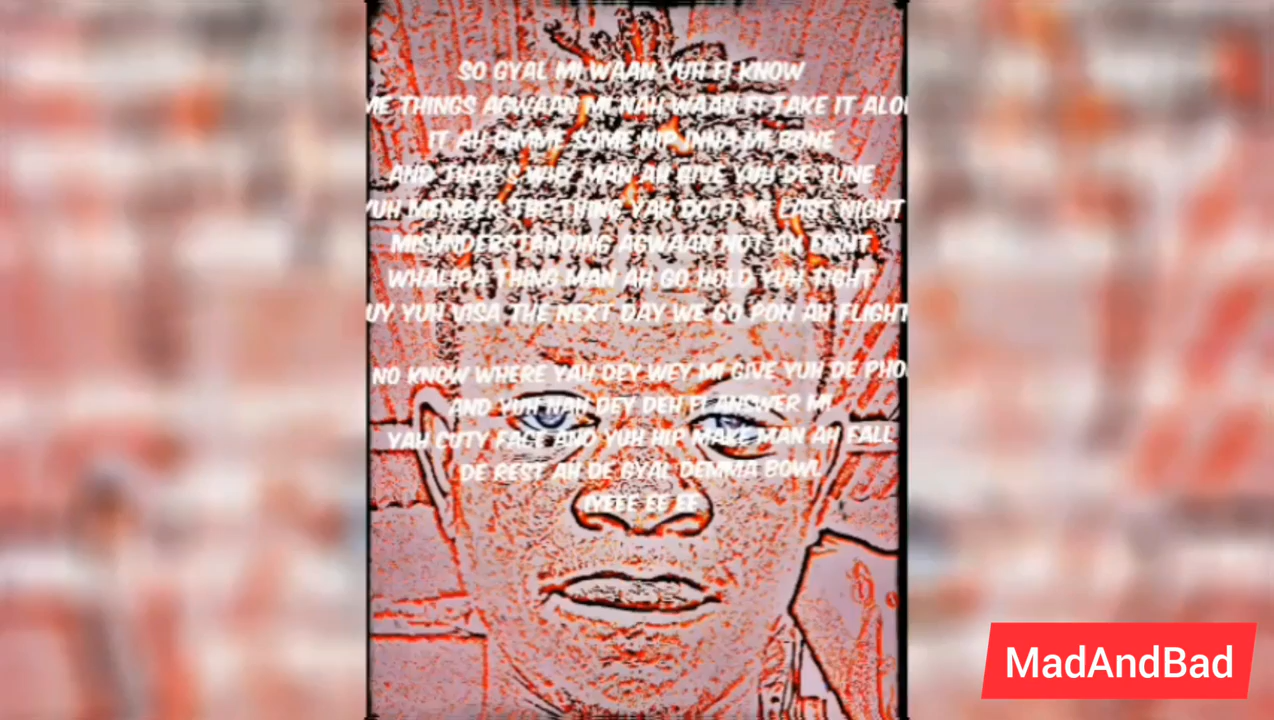 SO GYAL MI WAAN YUH FI KNOW
ME THINGS AGWAAN MI NAH WAAN FI TAKE IT ALO
IT AH GIMME SOME NIP INNA MI BONE
AND THAT'S WHY MAN AH GIVE YUH DE TUNE
YUH MEMBER THE THING YAH DO FI MI LAST NIGHT
MISUNDERSTANDING AGWAAN NOT AH FIGHT
WHALIPA THING MAN AH GO HOLD YUH TIGHT
UY YUH VISA THE NEXT DAY WE GO PON AH FLIGHT
NO KNOW WHERE YAH DEY WEY MI GIVE YUH DE PHO
AND YUH NAH DEY DEH FI ANSWER MI
YAH CUTY FACE AND YUH HIP MAKE MAN AH FALL
DE REST AH DE GYAL DEMMA BOWL
IYEEE EE EE
MadAndBad